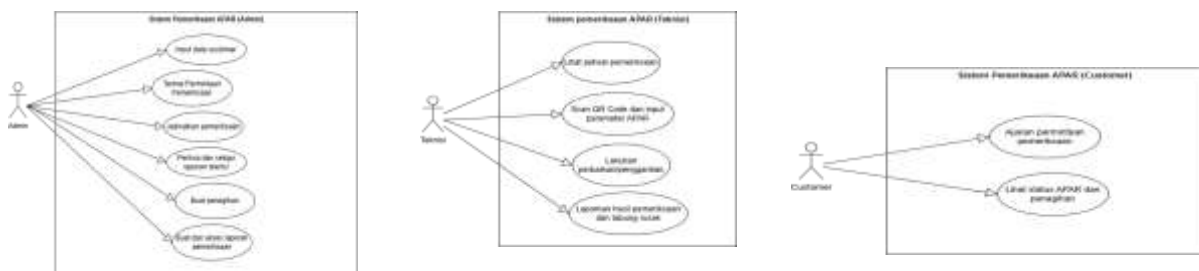 Sistem Pemeriksaan APAR (Admin)
Input data customer
Terima Permintaan
Pemeriksaan
Jadwalkan pemeriksaan
Periksa dan setujui
laporan teknisi
Buat penagihan
Buat dan akses laporan
pemeriksaan
Admin
Sistem pemeriksaan APAR (Teknisi)
Lihat jadwal pemeriksaan
Scan QR Code dan input
parameter APAR
Lakukan
perbaikan/penggantian
Laporkan hasil pemeriksaan
dan tabung rusak
Teknisi
Sistem Pemeriksaan APAR (Customer)
Ajukan permintaan
pemeriksaan
Lihat status APAR dan
penagihan
Customer